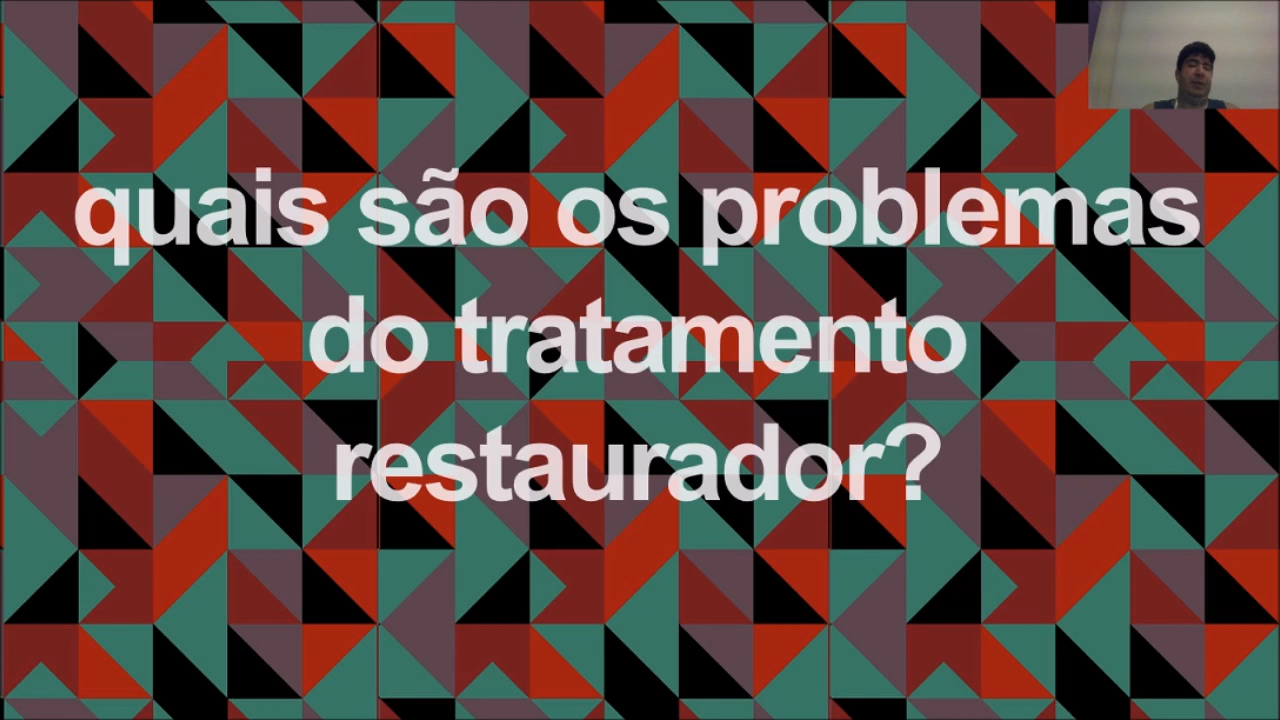 quais são os problemas
do tratamento
restaurador?